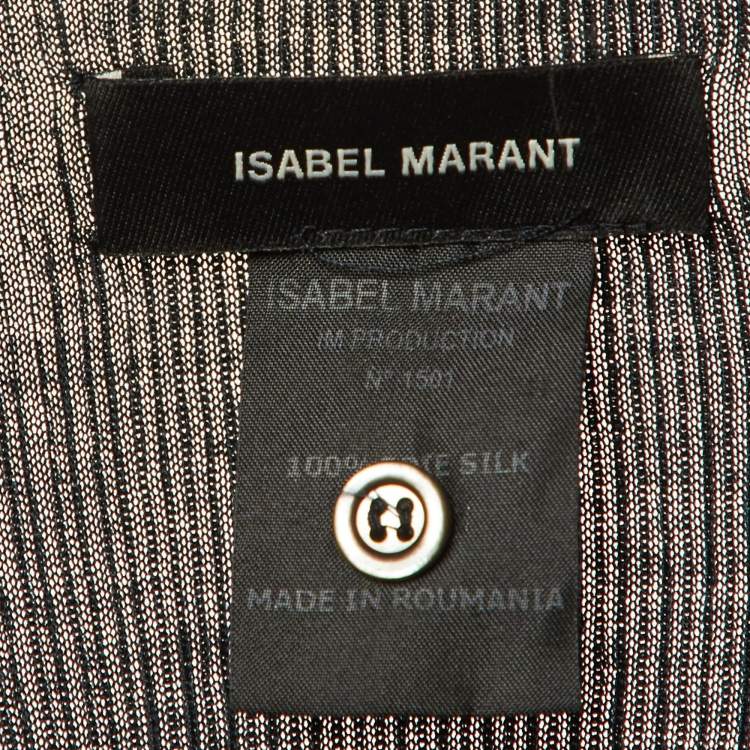 ISABEL MARANT
ISABEL MARANT
IM PRODUCTION
N° 1501
100% SILK
MADE IN ROUMANIA